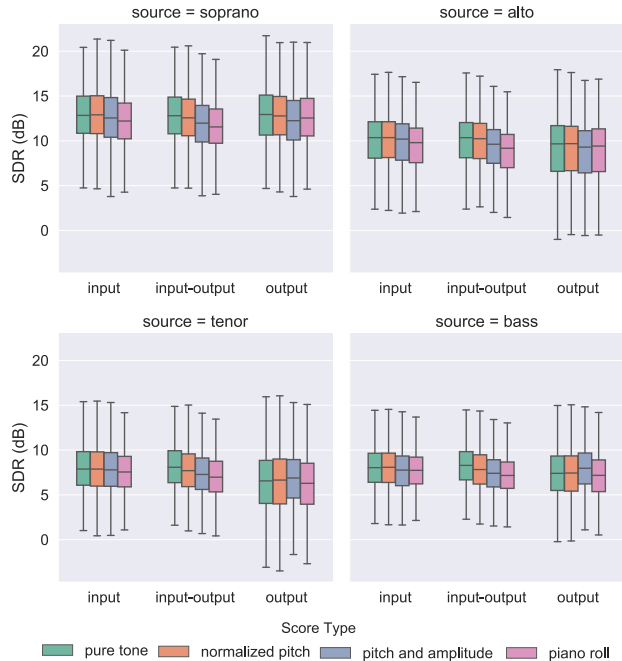 source = soprano
source = alto
SDR (dB)
20
15
10
5
0
input
input-output
output
input
input-output
output
source = tenor
source = bass
SDR (dB)
20
15
10
5
0
input
input-output
output
input
input-output
output
Score Type
pure tone
normalized pitch
pitch and amplitude
piano roll